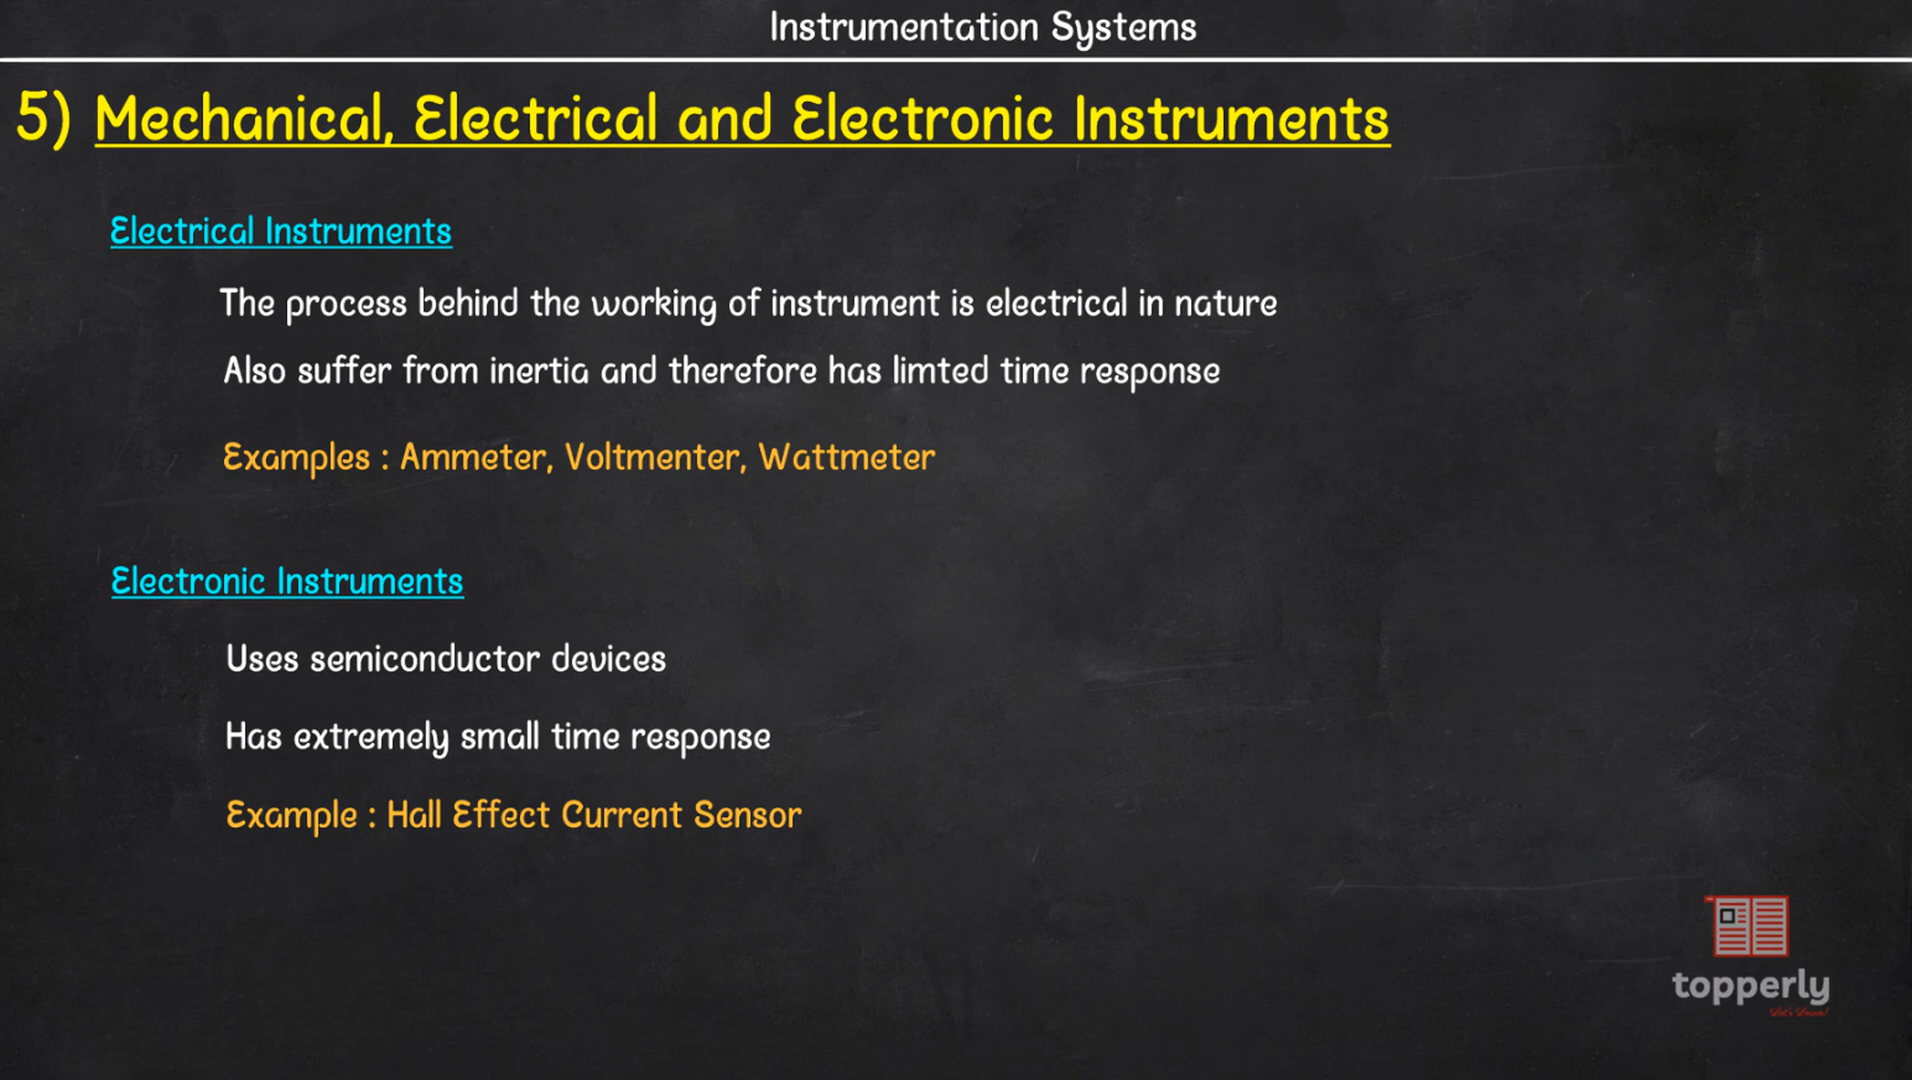 Instrumentation Systems
5) Mechanical, Electrical and Electronic Instruments
Electrical Instruments
The process behind the working of instrument is electrical in nature
Also suffer from inertia and therefore has limted time response
Examples : Ammeter, Voltmenter, Wattmeter
Electronic Instruments
Uses semiconductor devices
Has extremely small time response
Example : Hall Effect Current Sensor
topperly
Let's Learn!